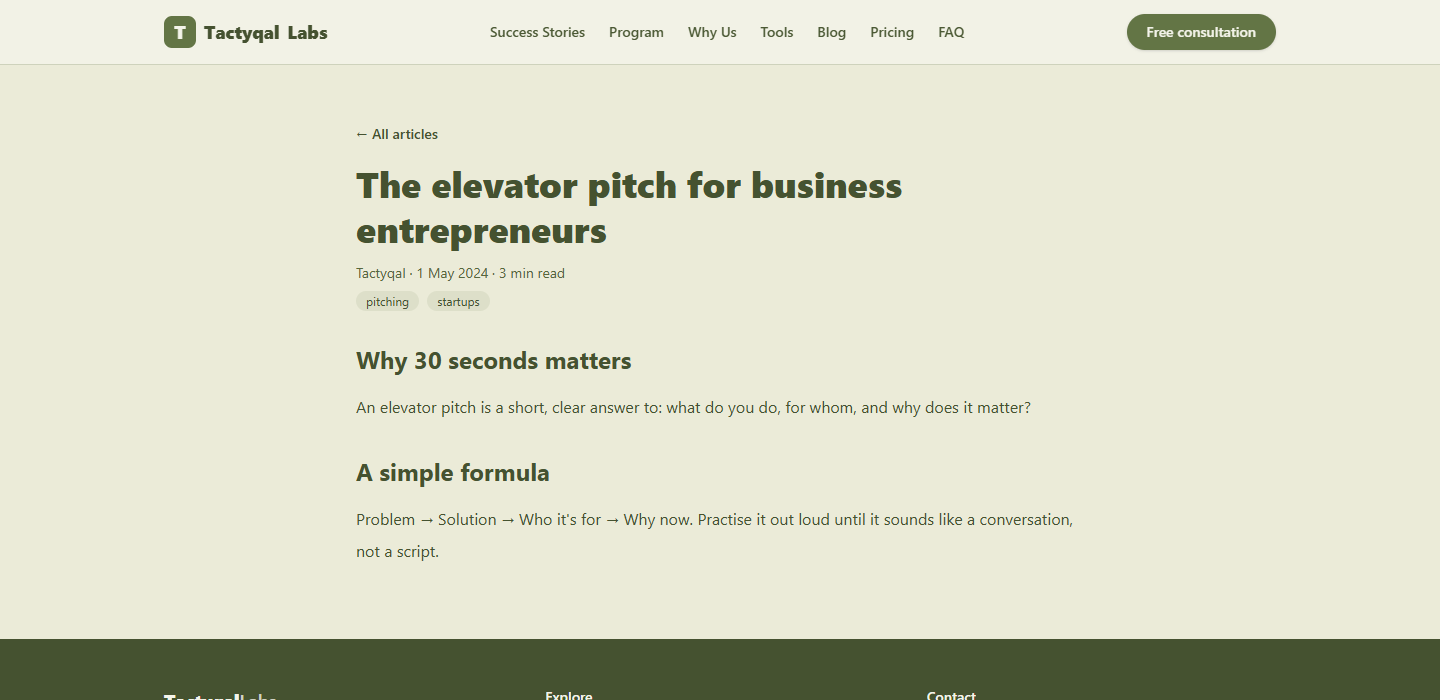 T Tactyqal Labs
Success Stories Program Why Us Tools Blog Pricing FAQ
Free consultation
← All articles
The elevator pitch for business
entrepreneurs
Tactyqal · 1 May 2024 · 3 min read
pitching startups
Why 30 seconds matters
An elevator pitch is a short, clear answer to: what do you do, for whom, and why does it matter?
A simple formula
Problem → Solution → Who it's for → Why now. Practise it out loud until it sounds like a conversation,
not a script.
TactyqalLabs Explore Contact